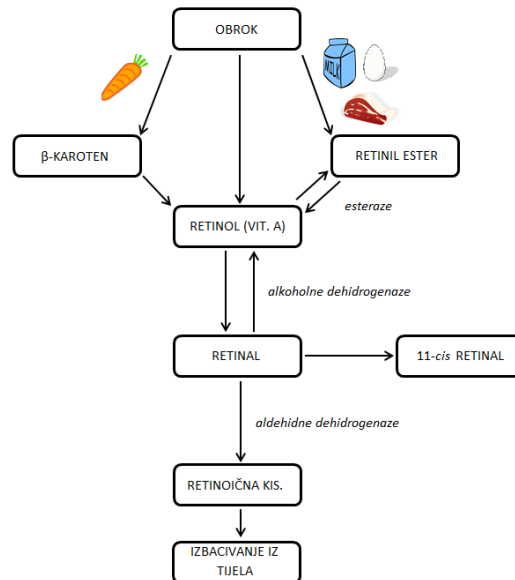 OBROK
MILK
β-KAROTEN
RETINIL ESTER
esteraze
RETINOL (VIT. A)
alkoholne dehidrogenaze
RETINAL
11-cis RETINAL
aldehidne dehidrogenaze
RETINOIČNA KIS.
IZBACIVANJE IZ
TIJELA